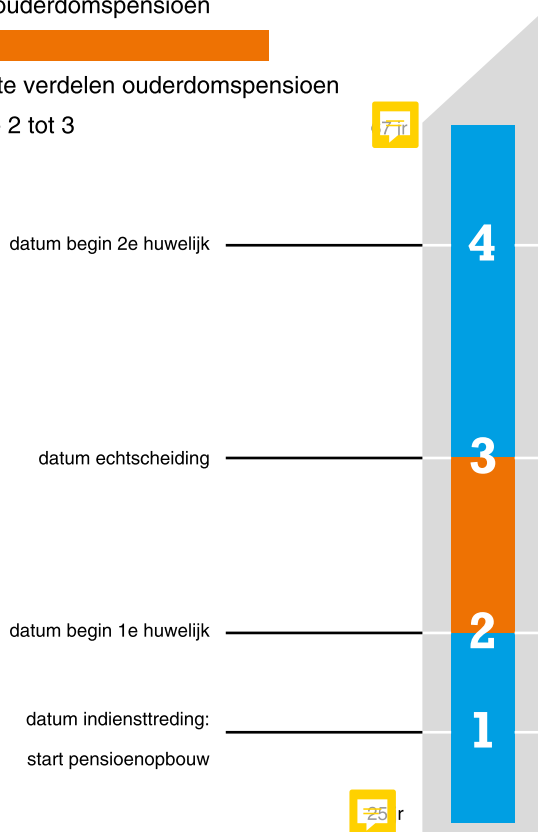 ouderdomspensioen
te verdelen ouderdomspensioen
2 tot 3
datum begin 2e huwelijk
4
datum echtscheiding
3
datum begin 1e huwelijk
2
datum indiensttreding:
1
start pensioenopbouw
25 r